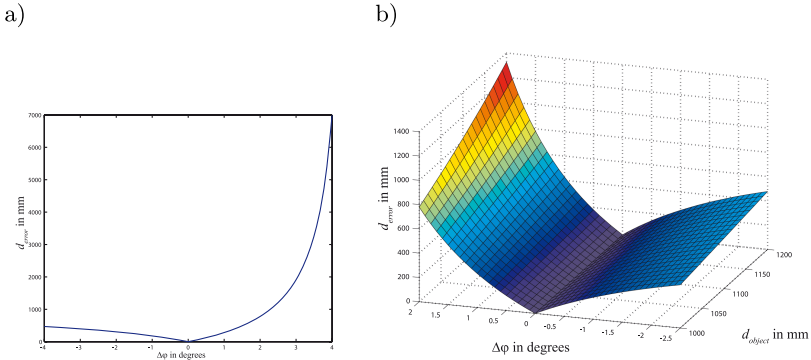 a)
b)
7000
6000
5000
4000
3000
2000
1000
0
-4 -3 -2 -1 0 1 2 3 4
d_error in mm
Δφ in degrees
1400
1200
1000
800
600
400
200
0
d_error in mm
2 1.5 1 0.5 0 -0.5 -1 -1.5 -2 -2.5
Δφ in degrees
1200
1150
1100
1050
1000
d_object in mm